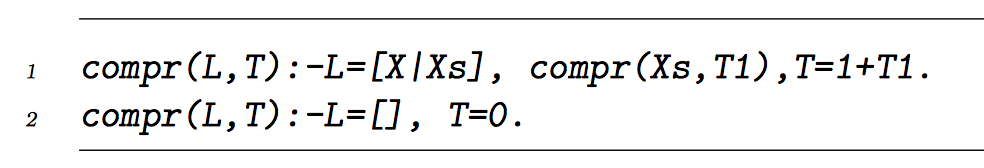 1 compr(L,T):-L=[X|Xs], compr(Xs,T1),T=1+T1.
2 compr(L,T):-L=[], T=0.